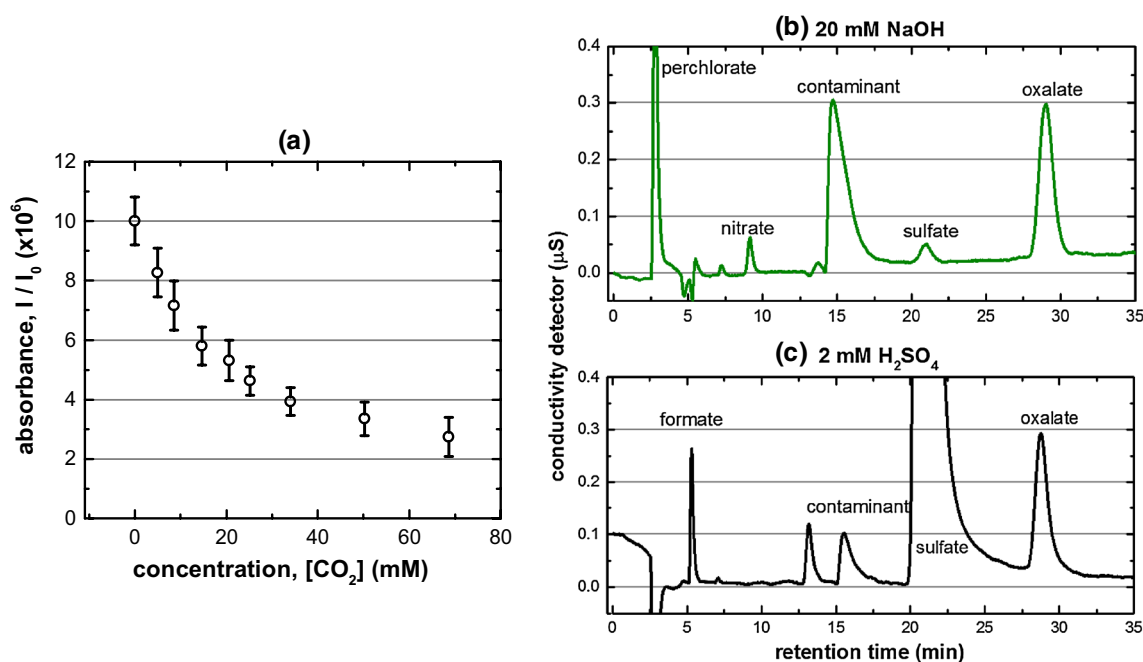 (a)
absorbance, I / I₀ (x10⁶)
12
10
8
6
4
2
0
0 20 40 60 80
concentration, [CO₂] (mM)
(b) 20 mM NaOH
0.4
0.3
0.2
0.1
0.0
perchlorate
nitrate
contaminant
sulfate
oxalate
0 5 10 15 20 25 30 35
conductivity detector (µS)
(c) 2 mM H₂SO₄
0.4
0.3
0.2
0.1
0.0
formate
contaminant
sulfate
oxalate
0 5 10 15 20 25 30 35
retention time (min)